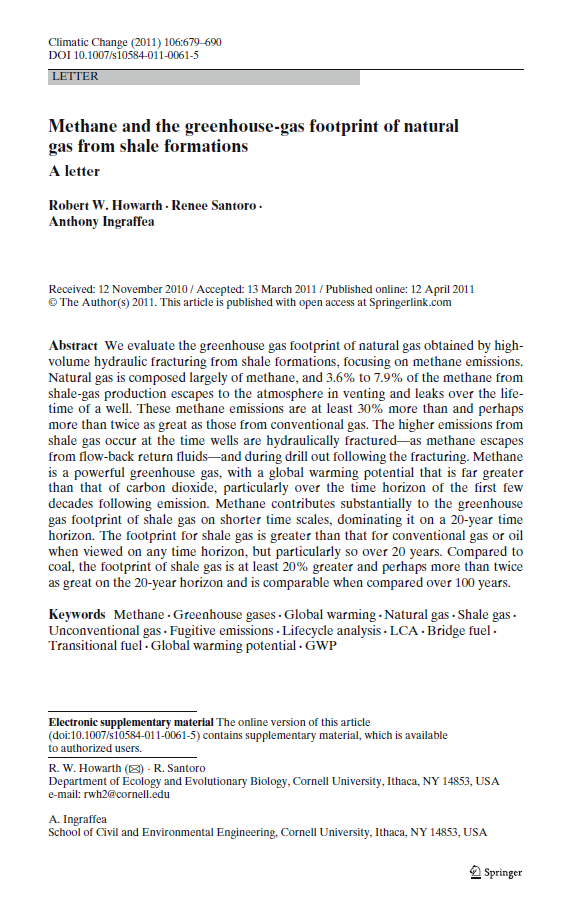 Climatic Change (2011) 106:679–690
DOI 10.1007/s10584-011-0061-5
LETTER
Methane and the greenhouse-gas footprint of natural
gas from shale formations
A letter
Robert W. Howarth · Renee Santoro ·
Anthony Ingraffea
Received: 12 November 2010 / Accepted: 13 March 2011 / Published online: 12 April 2011
© The Author(s) 2011. This article is published with open access at Springerlink.com
Abstract We evaluate the greenhouse gas footprint of natural gas obtained by high-
volume hydraulic fracturing from shale formations, focusing on methane emissions.
Natural gas is composed largely of methane, and 3.6% to 7.9% of the methane from
shale-gas production escapes to the atmosphere in venting and leaks over the life-
time of a well. These methane emissions are at least 30% more than and perhaps
more than twice as great as those from conventional gas. The higher emissions from
shale gas occur at the time wells are hydraulically fractured—as methane escapes
from flow-back return fluids—and during drill out following the fracturing. Methane
is a powerful greenhouse gas, with a global warming potential that is far greater
than that of carbon dioxide, particularly over the time horizon of the first few
decades following emission. Methane contributes substantially to the greenhouse
gas footprint of shale gas on shorter time scales, dominating it on a 20-year time
horizon. The footprint for shale gas is greater than that for conventional gas or oil
when viewed on any time horizon, but particularly so over 20 years. Compared to
coal, the footprint of shale gas is at least 20% greater and perhaps more than twice
as great on the 20-year horizon and is comparable when compared over 100 years.
Keywords Methane · Greenhouse gases · Global warming · Natural gas · Shale gas ·
Unconventional gas · Fugitive emissions · Lifecycle analysis · LCA · Bridge fuel ·
Transitional fuel · Global warming potential · GWP
Electronic supplementary material The online version of this article
(doi:10.1007/s10584-011-0061-5) contains supplementary material, which is available
to authorized users.
R. W. Howarth (✉) · R. Santoro
Department of Ecology and Evolutionary Biology, Cornell University, Ithaca, NY 14853, USA
e-mail: rwh2@cornell.edu
A. Ingraffea
School of Civil and Environmental Engineering, Cornell University, Ithaca, NY 14853, USA
Springer